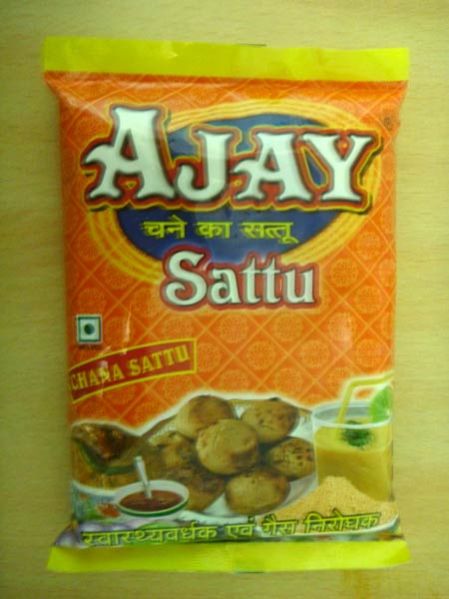 AJAY
चने का सत्तू
Sattu
CHANA SATTU
स्वास्थ्यवर्धक एवं गैस निरोधक